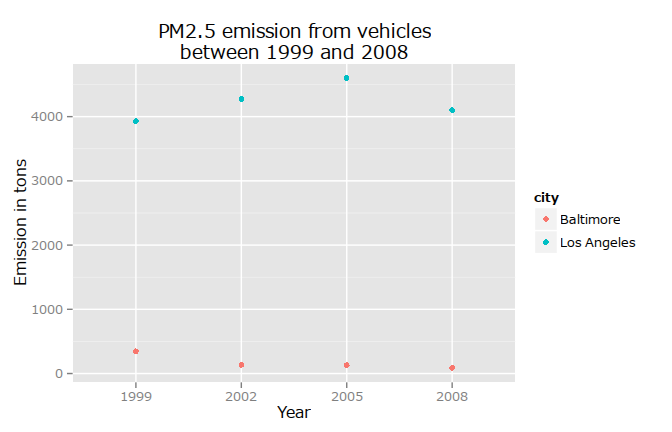 PM2.5 emission from vehicles
between 1999 and 2008
Emission in tons
4000
3000
2000
1000
0
1999 2002 2005 2008
Year
city
Baltimore
Los Angeles